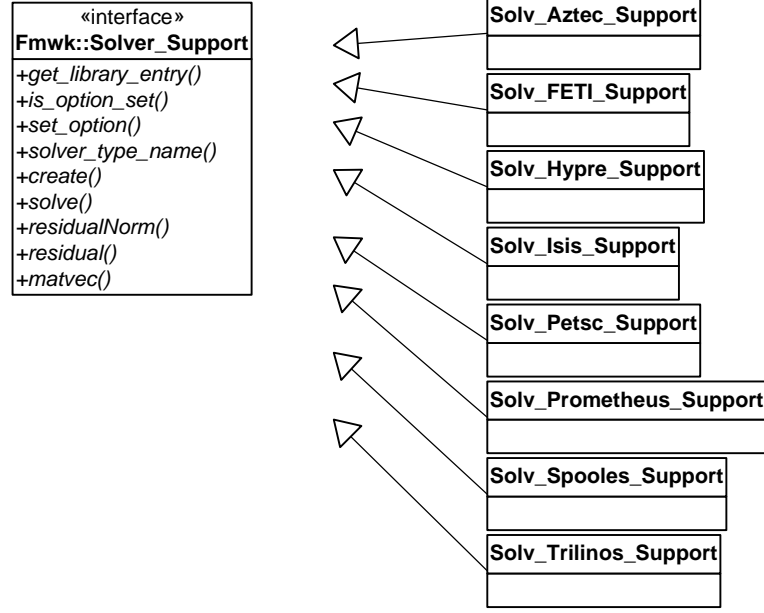 «interface»
Fmwk::Solver_Support
+get_library_entry()
+is_option_set()
+set_option()
+solver_type_name()
+create()
+solve()
+residualNorm()
+residual()
+matvec()
Solv_Aztec_Support
Solv_FETI_Support
Solv_Hypre_Support
Solv_Isis_Support
Solv_Petsc_Support
Solv_Prometheus_Support
Solv_Spooles_Support
Solv_Trilinos_Support